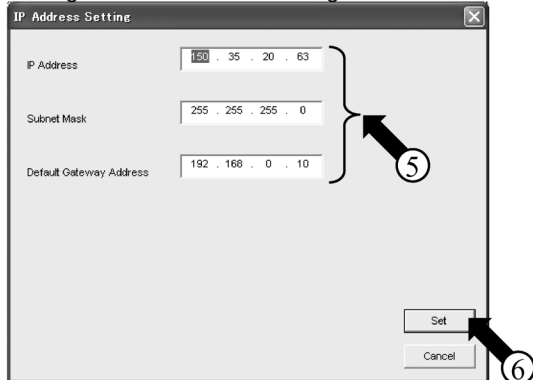 IP Address Setting
IP Address
150 . 35 . 20 . 63
Subnet Mask
255 . 255 . 255 . 0
⑤
Default Gateway Address
192 . 168 . 0 . 10
Set
Cancel
⑥